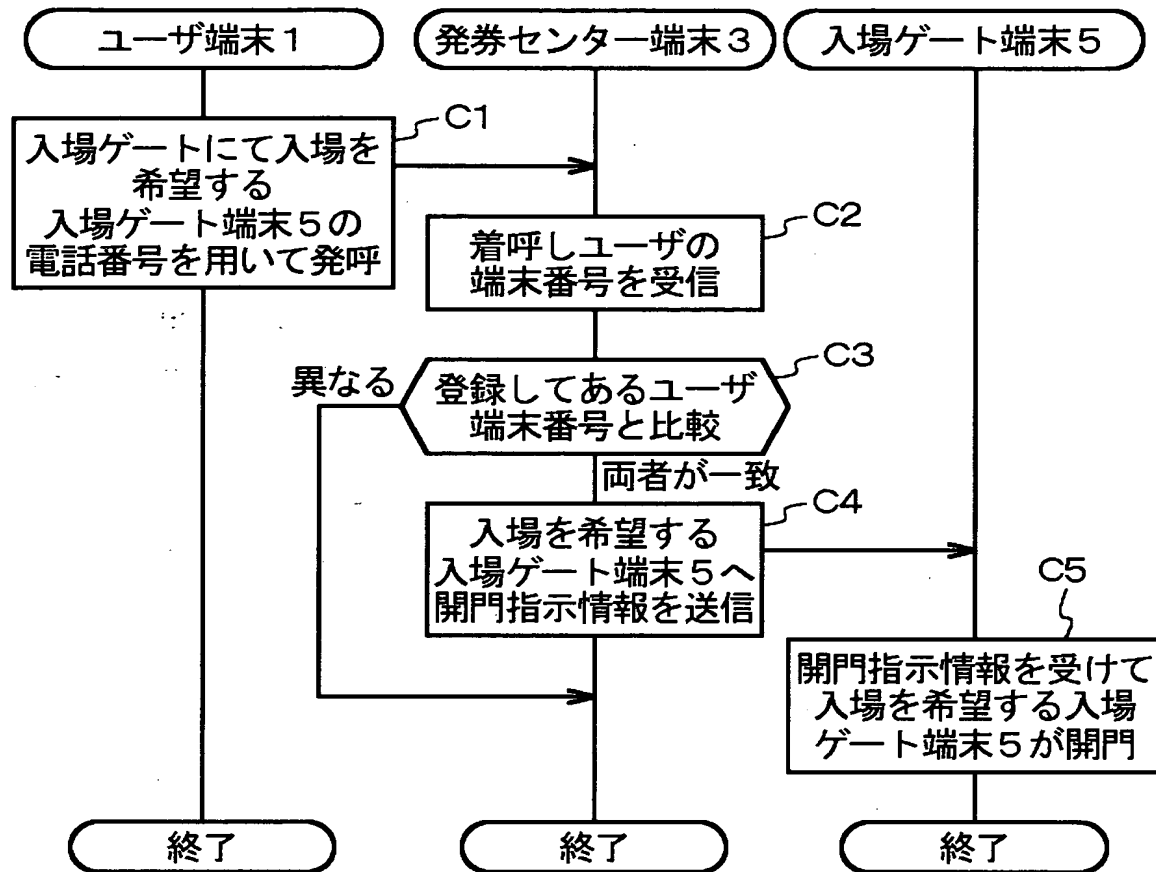 ユーザ端末1
発券センター端末3
入場ゲート端末5
C1
入場ゲートにて入場を
希望する
入場ゲート端末5の
電話番号を用いて発呼
C2
着呼しユーザの
端末番号を受信
C3
異なる
登録してあるユーザ
端末番号と比較
両者が一致
C4
入場を希望する
入場ゲート端末5へ
開門指示情報を送信
C5
開門指示情報を受けて
入場を希望する入場
ゲート端末5が開門
終了
終了
終了